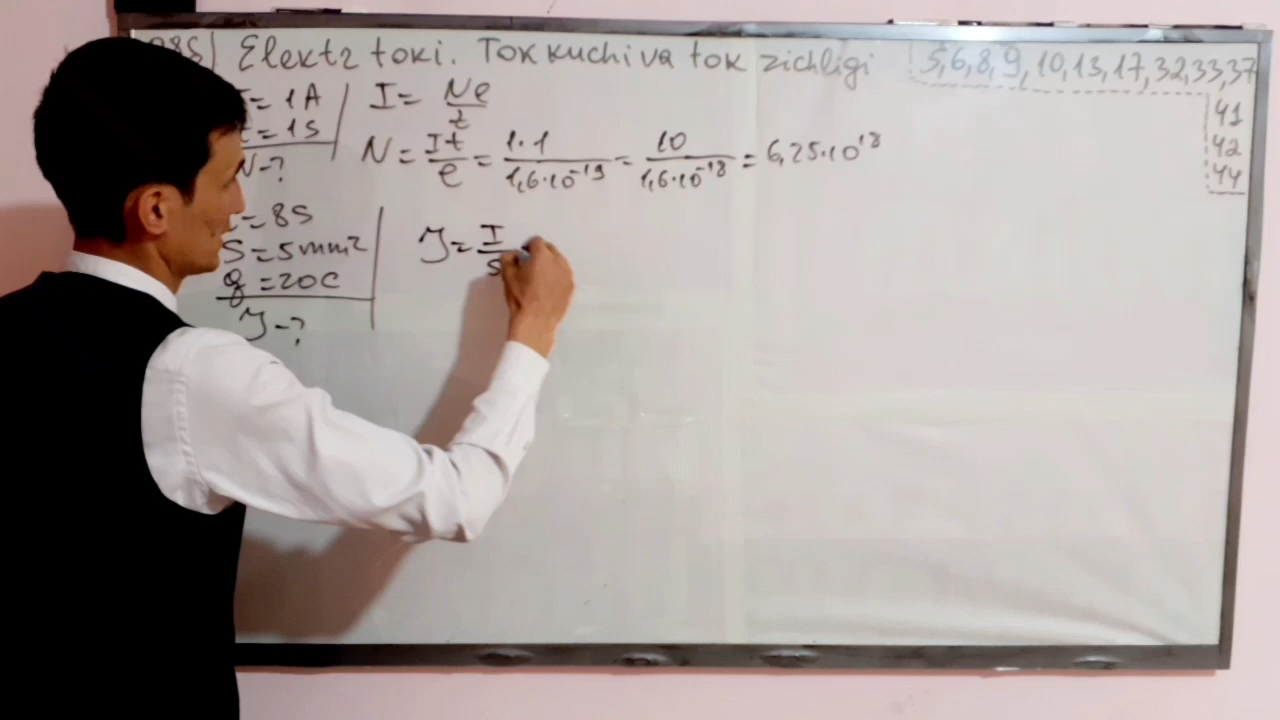 98§) Elektr toki. Tok kuchi va tok zichligi 5,6,8,9,10,13,17,32,33,37
41
42
44
= 1A I = Ne/t
t = 1s
N-? N = It/e = 1·1/1,6·10⁻¹⁹ = 10/1,6·10⁻¹⁸ = 6,25·10¹⁸
= 8s
S = 5mm² J = I/S
q = 20C
J-?